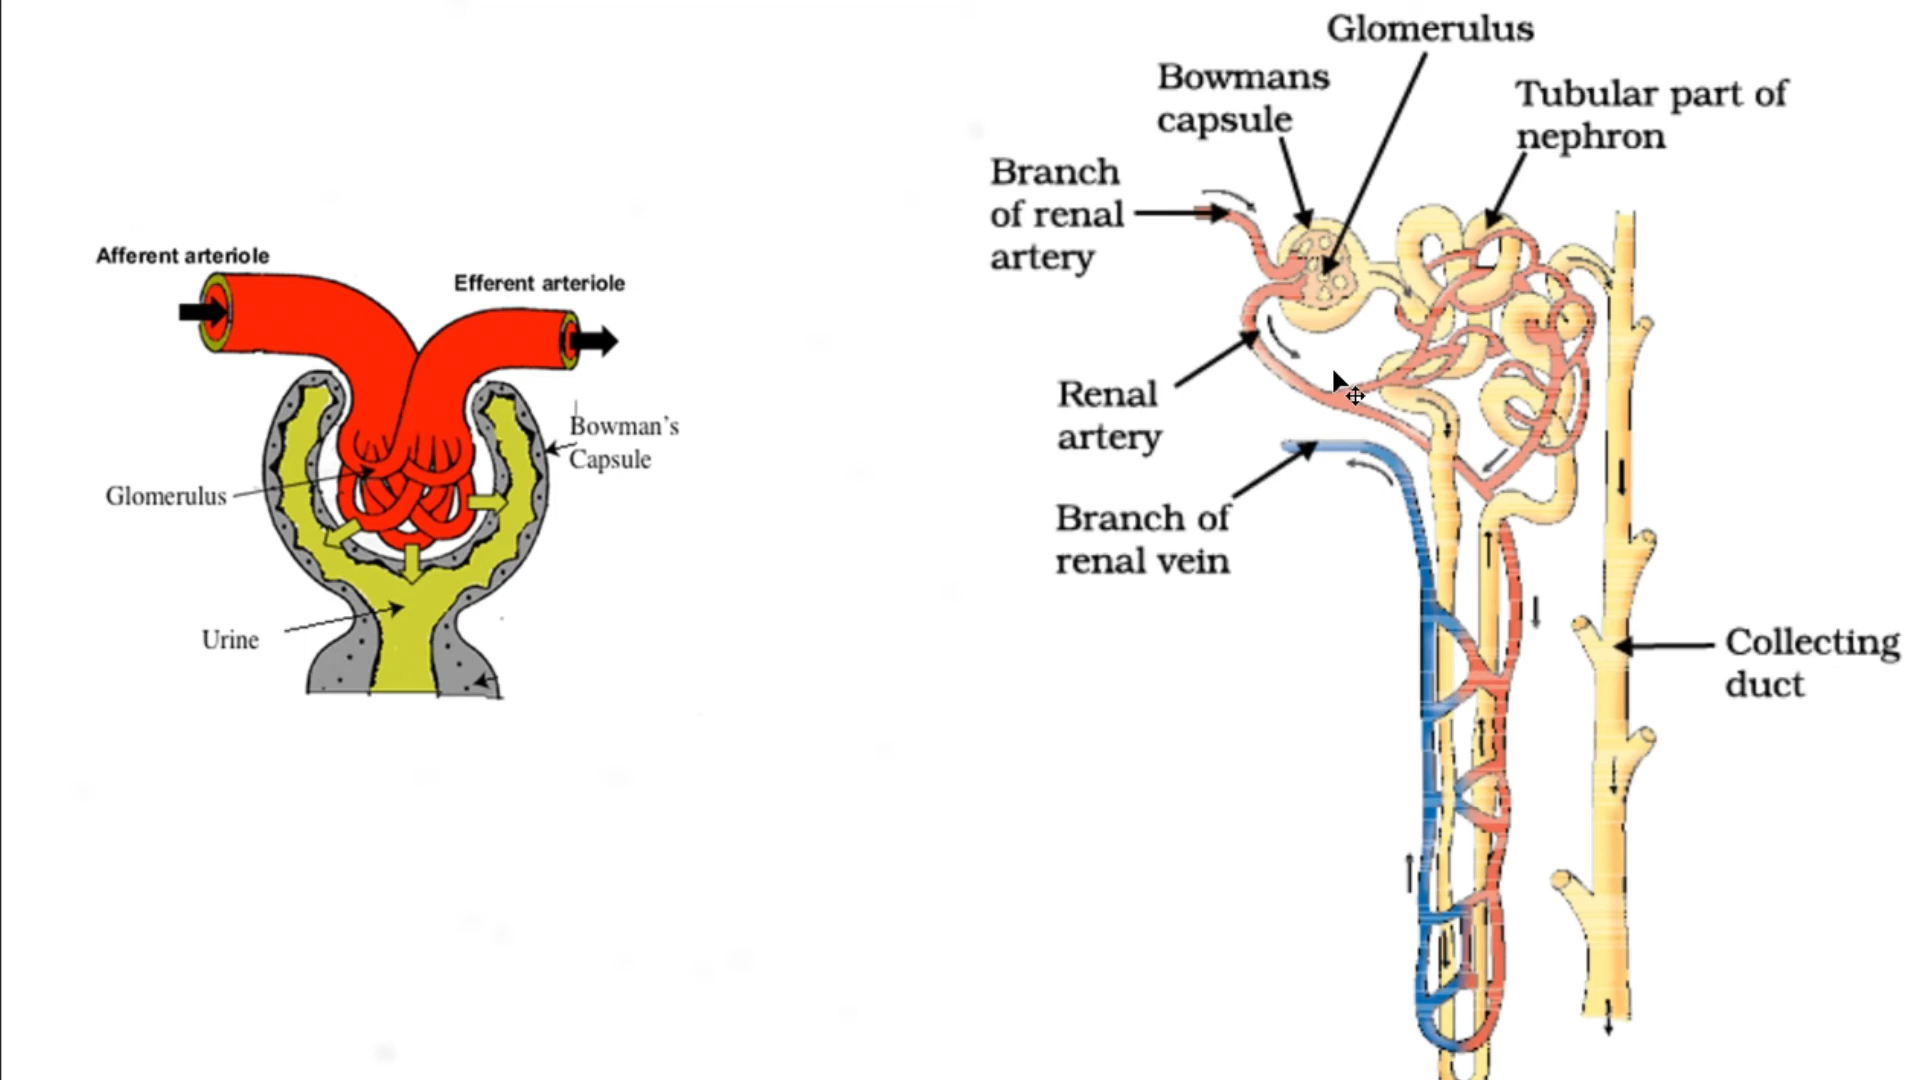 Afferent arteriole
Efferent arteriole
Bowman's
Capsule
Glomerulus
Urine
Glomerulus
Bowmans
capsule
Tubular part of
nephron
Branch
of renal
artery
Renal
artery
Branch of
renal vein
Collecting
duct